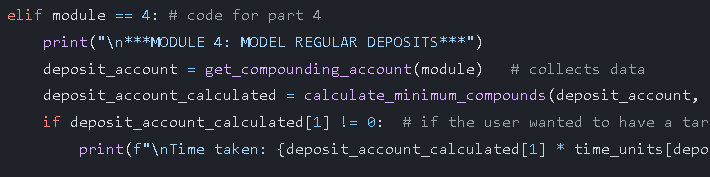 elif module == 4: # code for part 4
print("\n***MODULE 4: MODEL REGULAR DEPOSITS***")
deposit_account = get_compounding_account(module) # collects data
deposit_account_calculated = calculate_minimum_compounds(deposit_account,
if deposit_account_calculated[1] != 0: # if the user wanted to have a tar
print(f"\nTime taken: {deposit_account_calculated[1] * time_units[depo